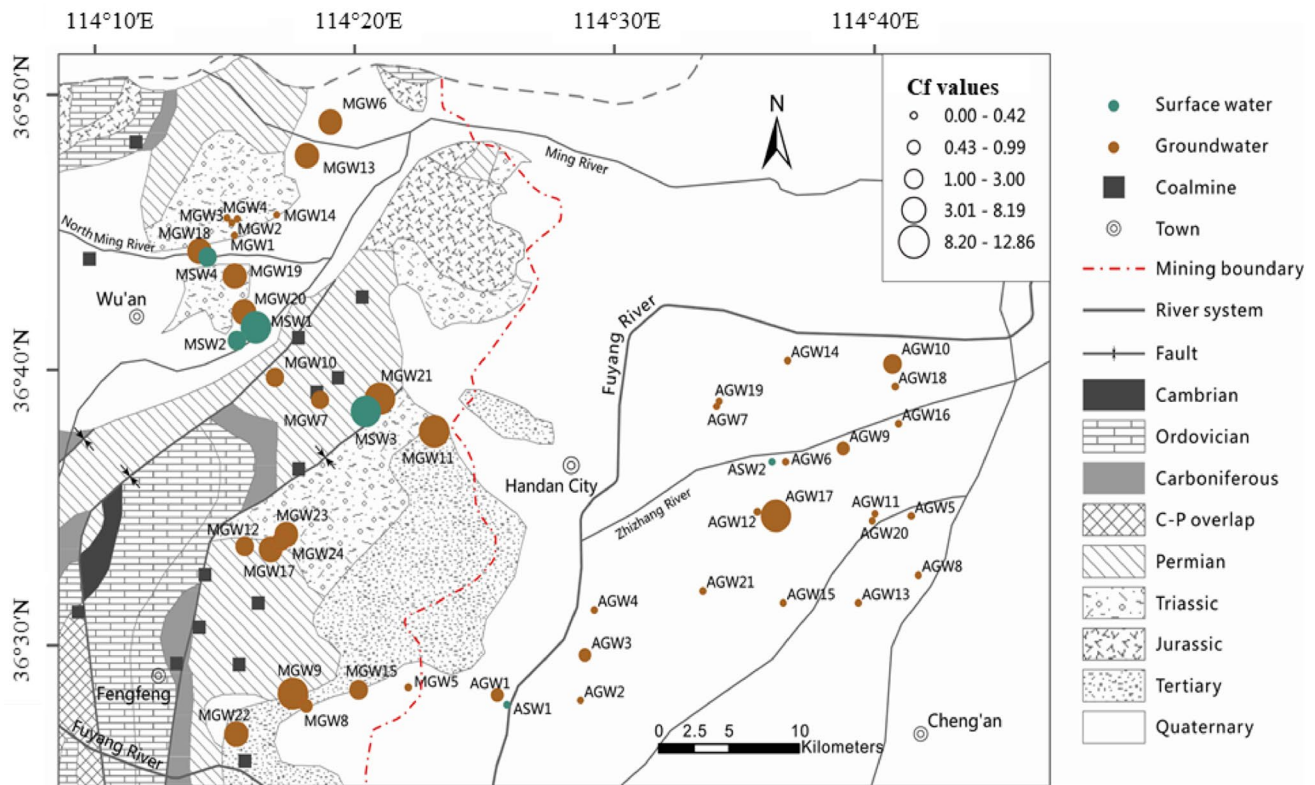 114°10′E 114°20′E 114°30′E 114°40′E
36°50′N
36°40′N
36°30′N
Cf values
0.00 - 0.42
0.43 - 0.99
1.00 - 3.00
3.01 - 8.19
8.20 - 12.86
N
Surface water
Groundwater
Coalmine
Town
Mining boundary
River system
Fault
Cambrian
Ordovician
Carboniferous
C-P overlap
Permian
Triassic
Jurassic
Tertiary
Quaternary
MGW6
MGW13
Ming River
MGW3
MGW4
MGW14
MGW2
MGW18
MGW1
North Ming River
MSW4
MGW19
Wu'an
MGW20
MSW1
MSW2
MGW10
MGW21
MGW7
MSW3
MGW11
Handan City
Fuyang River
AGW14
AGW10
AGW18
AGW19
AGW7
AGW16
AGW9
ASW2
AGW6
Zhizhang River
AGW17
AGW12
AGW11
AGW5
AGW20
AGW8
AGW21
AGW15
AGW13
MGW23
MGW12
MGW24
MGW17
AGW4
AGW3
MGW9
MGW15
MGW5
AGW1
AGW2
ASW1
Fengfeng
MGW8
MGW22
Fuyang River
Cheng'an
0 2.5 5 10
Kilometers